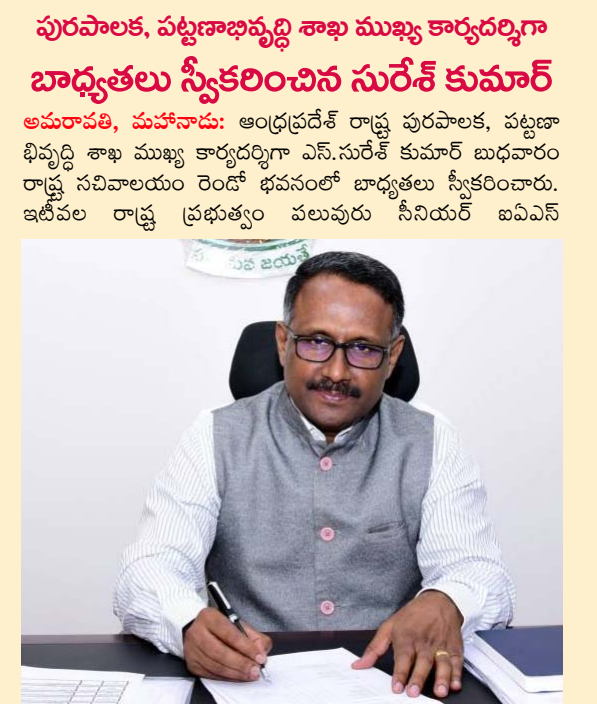 పురపాలక, పట్టణాభివృద్ధి శాఖ ముఖ్య కార్యదర్శిగా
బాధ్యతలు స్వీకరించిన సురేశ్ కుమార్
అమరావతి, మహానాడు: ఆంధ్రప్రదేశ్ రాష్ట్ర పురపాలక, పట్టణా
భివృద్ధి శాఖ ముఖ్య కార్యదర్శిగా ఎస్.సురేశ్ కుమార్ బుధవారం
రాష్ట్ర సచివాలయం రెండో భవనంలో బాధ్యతలు స్వీకరించారు.
ఇటీవల రాష్ట్ర ప్రభుత్వం పలువురు సీనియర్ ఐఏఎస్
జయతే